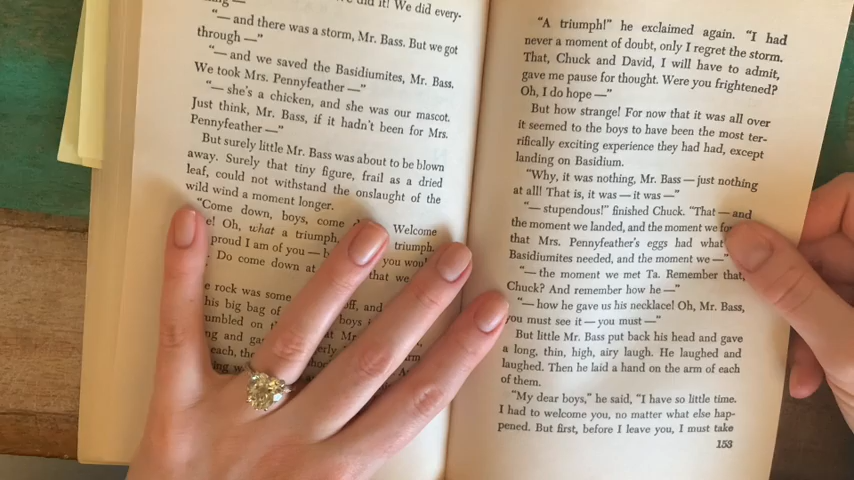 did it! We did every-
"— and there was a storm, Mr. Bass. But we got
through —"
"— and we saved the Basidiumites, Mr. Bass.
We took Mrs. Pennyfeather —"
"— she's a chicken, and she was our mascot.
Just think, Mr. Bass, if it hadn't been for Mrs.
Pennyfeather —"
But surely little Mr. Bass was about to be blown
away. Surely that tiny figure, frail as a dried
leaf, could not withstand the onslaught of the
wild wind a moment longer.
"Come down, boys, come Welcome
Oh, what a triumph, triumph.
proud I am of you — you
Do come down at that we
rock was some off, and
his big bag of
on boys
and
"A triumph!" he exclaimed again. "I had
never a moment of doubt, only I regret the storm.
That, Chuck and David, I will have to admit,
gave me pause for thought. Were you frightened?
Oh, I do hope —"
But how strange! For now that it was all over
it seemed to the boys to have been the most ter-
rifically exciting experience they had had, except
landing on Basidium.
"Why, it was nothing, Mr. Bass — just nothing
at all! That is, it was — it was —"
"— stupendous!" finished Chuck. "That — and
the moment we landed, and the moment we
that Mrs. Pennyfeather's eggs had what
Basidiumites needed, and the moment we —"
"— the moment we met Ta. Remember that,
Chuck? And remember how he —"
"— how he gave us his necklace! Oh, Mr. Bass,
you must see it — you must —"
But little Mr. Bass put back his head and gave
a long, thin, high, airy laugh. He laughed and
laughed. Then he laid a hand on the arm of each
of them.
"My dear boys," he said, "I have so little time.
I had to welcome you, no matter what else hap-
pened. But first, before I leave you, I must take
153